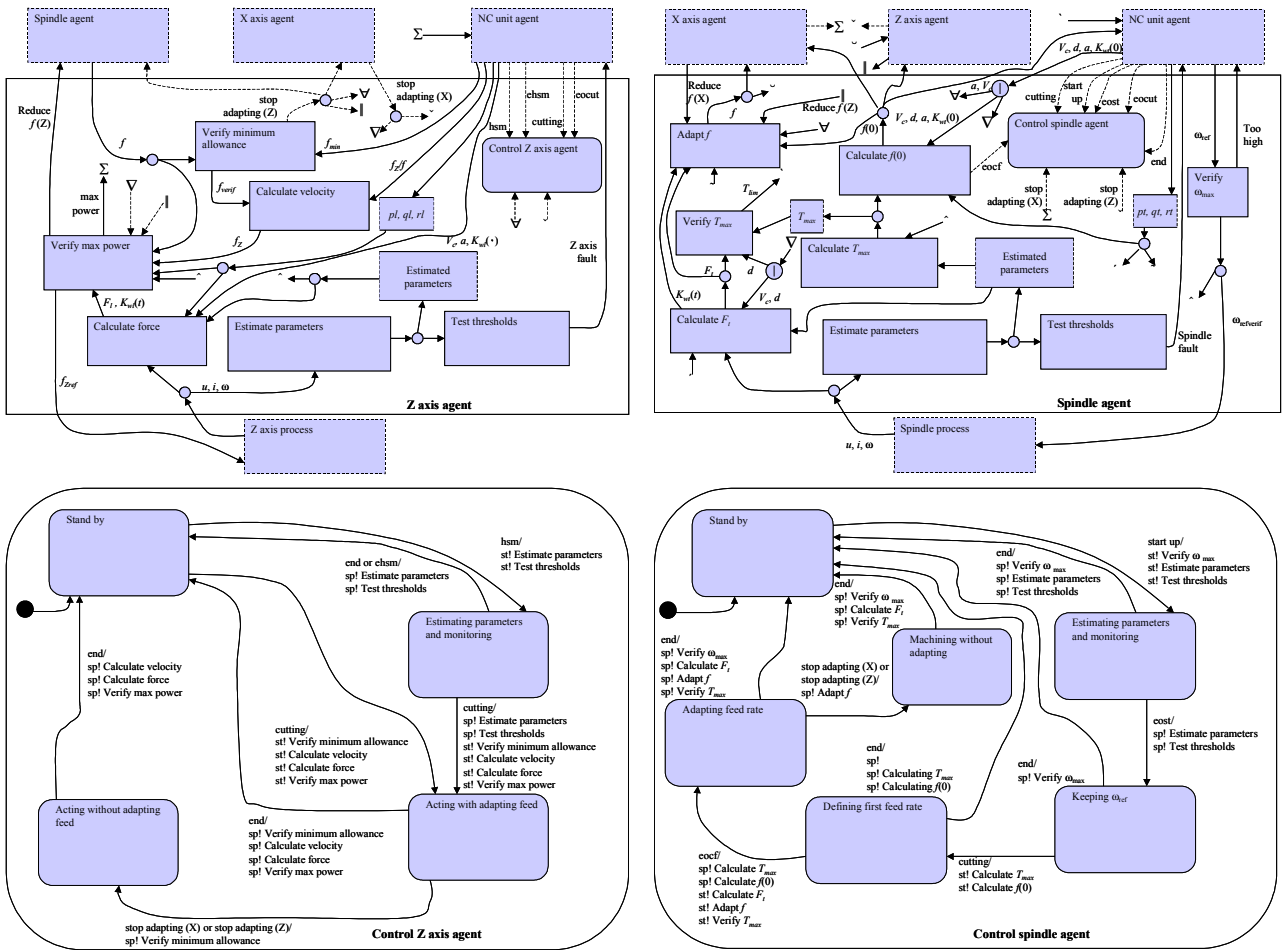 Spindle agent
X axis agent
NC unit agent
Σ
Reduce
f(Z)
f
stop
adapting (Z)
∀
∇
stop
adapting (X)
ehsm
eocut
hsm
cutting
Verify minimum
allowance
f_min
Control Z axis agent
Σ
max
power
∇
f_verif
Calculate velocity
f_Z/f
pl, ql, rl
∀
Verify max power
f_Z
V_c, a, K_wt(·)
Z axis
fault
Estimated
parameters
F_t, K_wt(t)
Calculate force
Estimate parameters
Test thresholds
f_Zref
u, i, ω
Z axis agent
Z axis process
X axis agent
Σ
Z axis agent
NC unit agent
V_c, d, a, K_wt(0)
Reduce
f(X)
f
Reduce f(Z)
a, V_c
∀
∇
cutting
start
up
eost
eocut
Adapt f
∀
f(0)
V_c, d, a, K_wt(0)
Control spindle agent
ω_ref
Too
high
Calculate f(0)
eocf
end
T_lim
stop
adapting (X)
Σ
stop
adapting (Z)
∇
Verify
ω_max
Verify T_max
T_max
pt, qt, rt
∇
Calculate T_max
F_t
d
Estimated
parameters
K_wt(t)
V_c, d
Calculate F_t
Estimate parameters
Test thresholds
Spindle
fault
ω_refverif
Spindle agent
u, i, ω
Spindle process
Stand by
hsm/
st! Estimate parameters
st! Test thresholds
end or ehsm/
sp! Estimate parameters
sp! Test thresholds
Estimating parameters
and monitoring
end/
sp! Calculate velocity
sp! Calculate force
sp! Verify max power
cutting/
sp! Estimate parameters
sp! Test thresholds
st! Verify minimum allowance
st! Calculate velocity
st! Calculate force
st! Verify max power
cutting/
st! Verify minimum allowance
st! Calculate velocity
st! Calculate force
st! Verify max power
Acting without adapting
feed
Acting with adapting feed
end/
sp! Verify minimum allowance
sp! Calculate velocity
sp! Calculate force
sp! Verify max power
stop adapting (X) or stop adapting (Z)/
sp! Verify minimum allowance
Control Z axis agent
Stand by
end/
sp! Verify ω_max
sp! Estimate parameters
sp! Test thresholds
start up/
st! Verify ω_max
st! Estimate parameters
st! Test thresholds
end/
sp! Verify ω_max
sp! Calculate F_t
sp! Verify T_max
Estimating parameters
and monitoring
Machining without
adapting
end/
sp! Verify ω_max
sp! Calculate F_t
sp! Adapt f
sp! Verify T_max
stop adapting (X) or
stop adapting (Z)/
sp! Adapt f
Adapting feed rate
eost/
sp! Estimate parameters
sp! Test thresholds
end/
sp!
sp! Calculating T_max
sp! Calculating f(0)
end/
sp! Verify ω_max
Defining first feed rate
Keeping ω_ref
eocf/
sp! Calculate T_max
sp! Calculate f(0)
st! Calculate F_t
st! Adapt f
st! Verify T_max
cutting/
st! Calculate T_max
st! Calculate f(0)
Control spindle agent